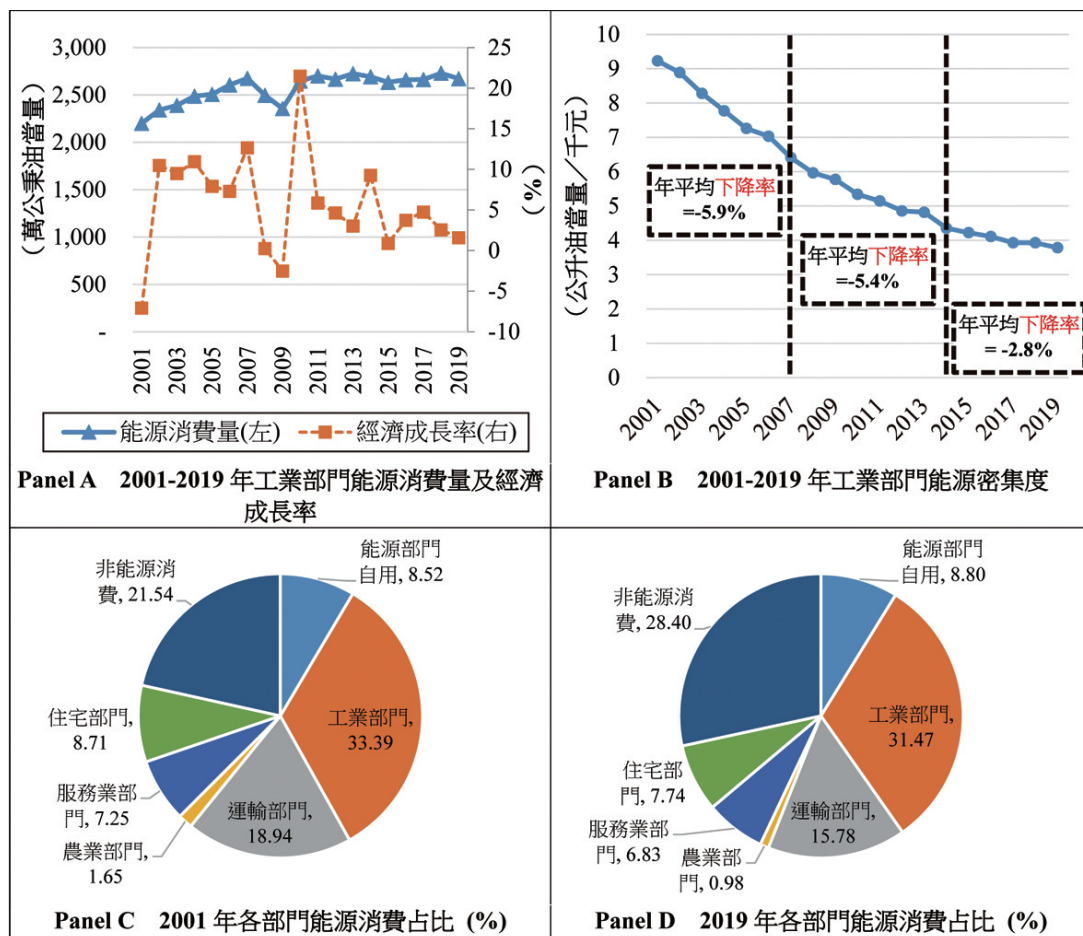 3,000
2,500
2,000
1,500
1,000
500
-
(萬公秉油當量)
25
20
15
10
5
0
-5
-10
(%)
2001
2003
2005
2007
2009
2011
2013
2015
2017
2019
能源消費量(左)
經濟成長率(右)
Panel A 2001-2019 年工業部門能源消費量及經濟
成長率
10
9
8
7
6
5
4
3
2
1
0
(公升油當量／千元)
年平均下降率
=-5.9%
年平均下降率
=-5.4%
年平均下降率
= -2.8%
2001
2003
2005
2007
2009
2011
2013
2015
2017
2019
Panel B 2001-2019 年工業部門能源密集度
能源部門
自用, 8.52
非能源消
費, 21.54
工業部門,
33.39
住宅部門,
8.71
服務業部
門, 7.25
運輸部門,
18.94
農業部門,
1.65
Panel C 2001 年各部門能源消費占比 (%)
能源部門
自用, 8.80
非能源消
費, 28.40
工業部門,
31.47
住宅部
門, 7.74
服務業部
門, 6.83
運輸部門,
15.78
農業部
門, 0.98
Panel D 2019 年各部門能源消費占比 (%)